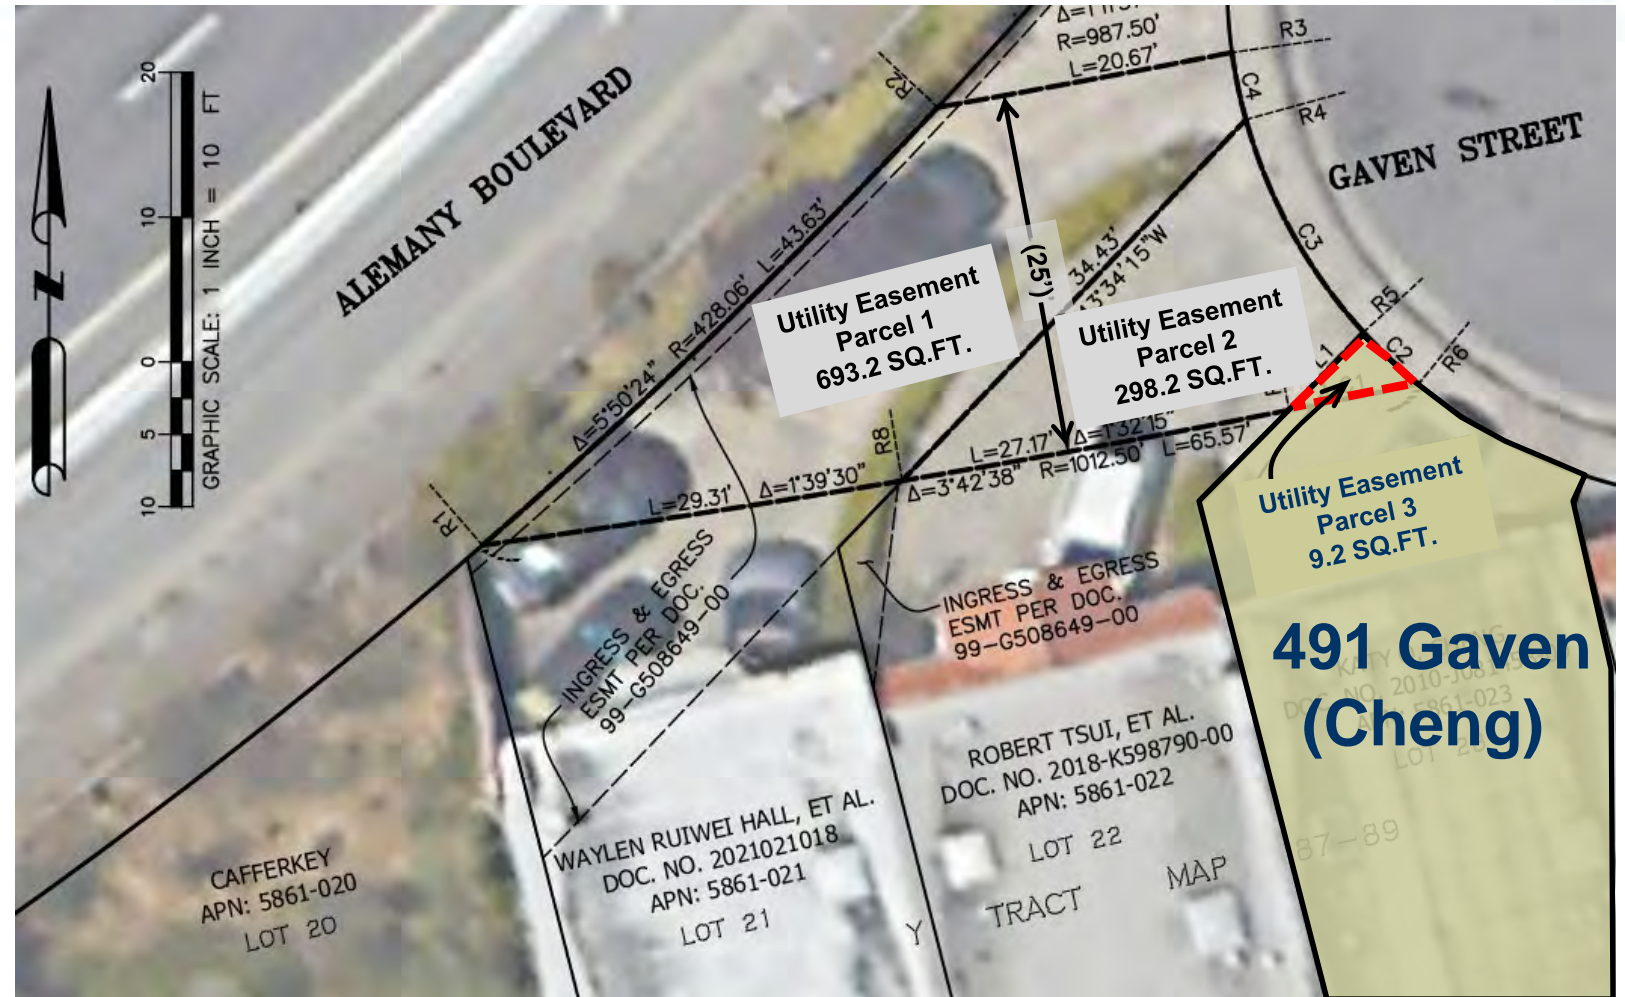 R=987.50'
L=20.67'
R3
R2
C4
R4
20
10
0
5
10
GRAPHIC SCALE: 1 INCH = 10 FT
N
ALEMANY BOULEVARD
GAVEN STREET
C3
(25')
34.43'
3°34'15"W
L=43.63'
R=428.06'
Δ=5°50'24"
Utility Easement
Parcel 1
693.2 SQ.FT.
Utility Easement
Parcel 2
298.2 SQ.FT.
R5
L1
C2
R6
R8
L=27.17' Δ=1°32'15"
Δ=3°42'38" R=1012.50' L=65.57'
L=29.31' Δ=1°39'30"
R1
Utility Easement
Parcel 3
9.2 SQ.FT.
INGRESS & EGRESS
ESMT PER DOC.
99-G508649-00
INGRESS & EGRESS
ESMT PER DOC.
99-G508649-00
491 Gaven
(Cheng)
ROBERT TSUI, ET AL.
DOC. NO. 2018-K598790-00
APN: 5861-022
LOT 22
WAYLEN RUIWEI HALL, ET AL.
DOC. NO. 2021021018
APN: 5861-021
LOT 21
CAFFERKEY
APN: 5861-020
LOT 20
Y TRACT MAP
87-89